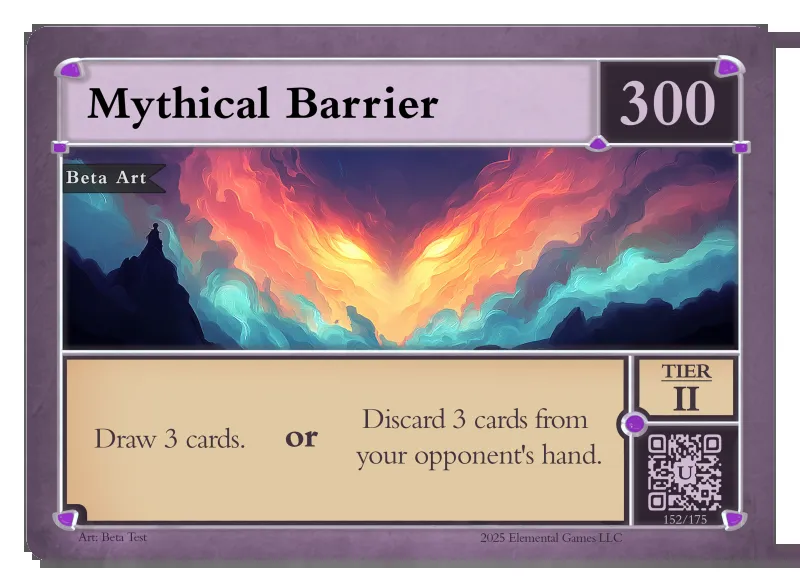 Mythical Barrier
300
Beta Art
TIER
II
Draw 3 cards.
or
Discard 3 cards from
your opponent's hand.
U
152/175
Art: Beta Test
2025 Elemental Games LLC